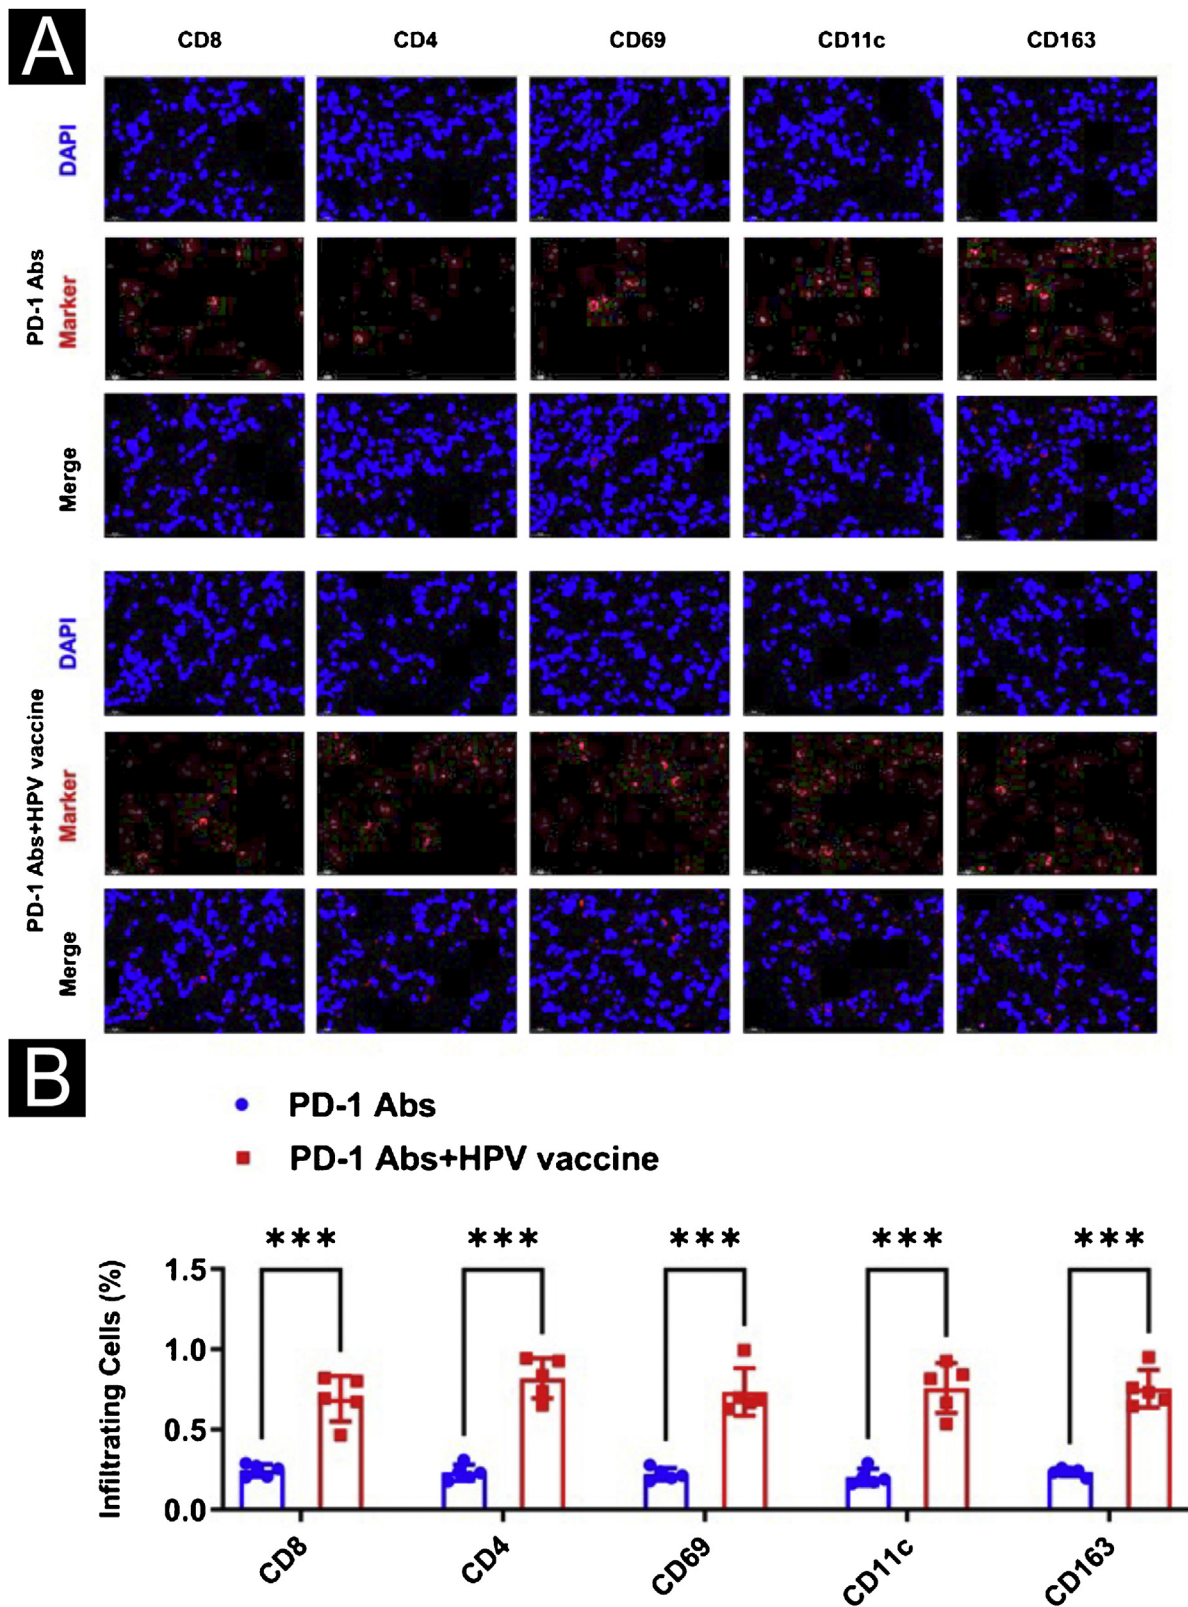 A
CD8 CD4 CD69 CD11c CD163
PD-1 Abs
DAPI
Marker
Merge
PD-1 Abs+HPV vaccine
DAPI
Marker
Merge
B
PD-1 Abs
PD-1 Abs+HPV vaccine
*** *** *** *** ***
Infiltrating Cells (%)
1.5
1.0
0.5
0.0
CD8 CD4 CD69 CD11c CD163